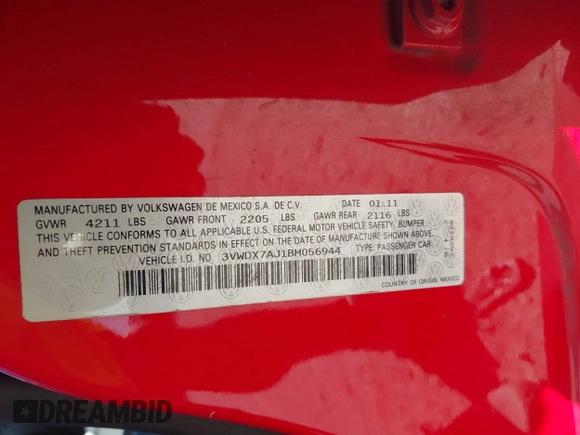 MANUFACTURED BY VOLKSWAGEN DE MEXICO S.A. DE C.V. DATE 01.11
GVWR 4211 LBS GAWR FRONT 2205 LBS GAWR REAR 2116 LBS
THIS VEHICLE CONFORMS TO ALL APPLICABLE FEDERAL MOTOR VEHICLE SAFETY, BUMPER
AND THEFT PREVENTION STANDARDS IN EFFECT ON THE DATE OF MANUFACTURE SHOWN ABOVE.
VEHICLE I.D. NO. 3VWDX7AJ1BM056944 TYPE: PASSENGER CAR
COUNTRY OF ORIGIN: MEXICO
DREAMBID